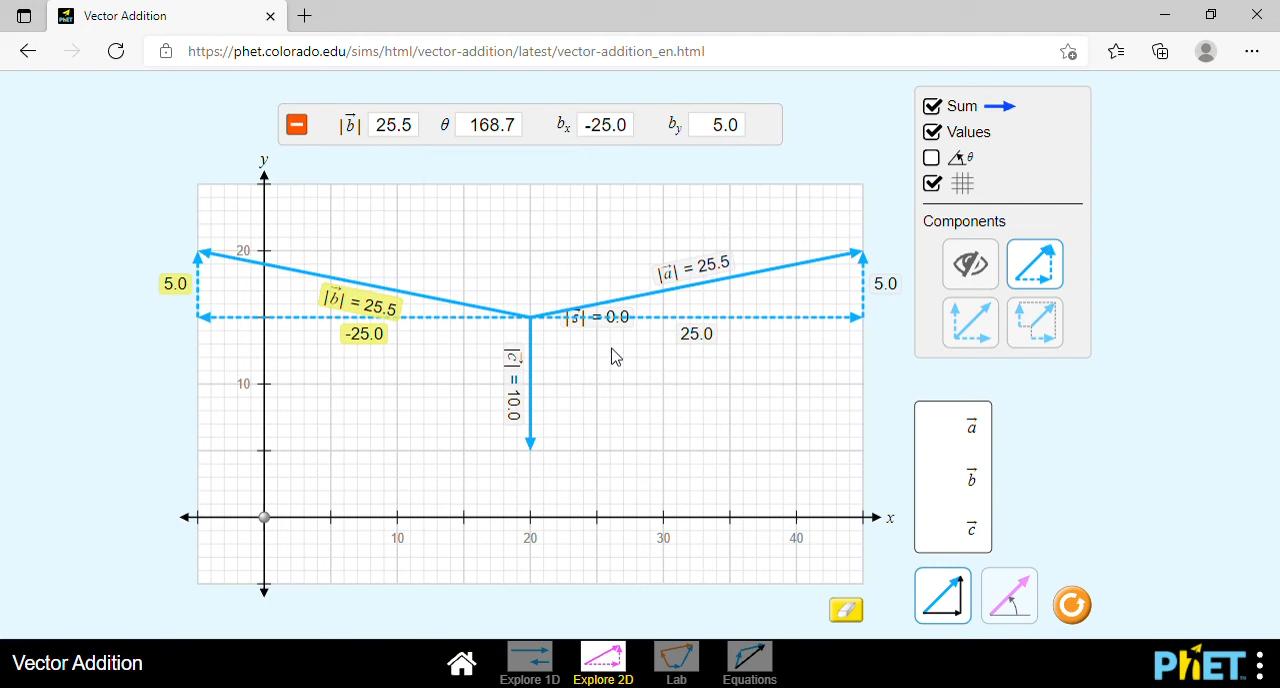 Vector Addition
https://phet.colorado.edu/sims/html/vector-addition/latest/vector-addition_en.html
|b⃗| 25.5 θ 168.7 bx -25.0 by 5.0
Sum
Values
θ
Components
y
20
10
5.0
|b⃗| = 25.5
-25.0
|a⃗| = 25.5
|s⃗| = 0.0
25.0
5.0
|c⃗| = 10.0
10 20 30 40
x
a⃗
b⃗
c⃗
Vector Addition
Explore 1D
Explore 2D
Lab
Equations
PhET